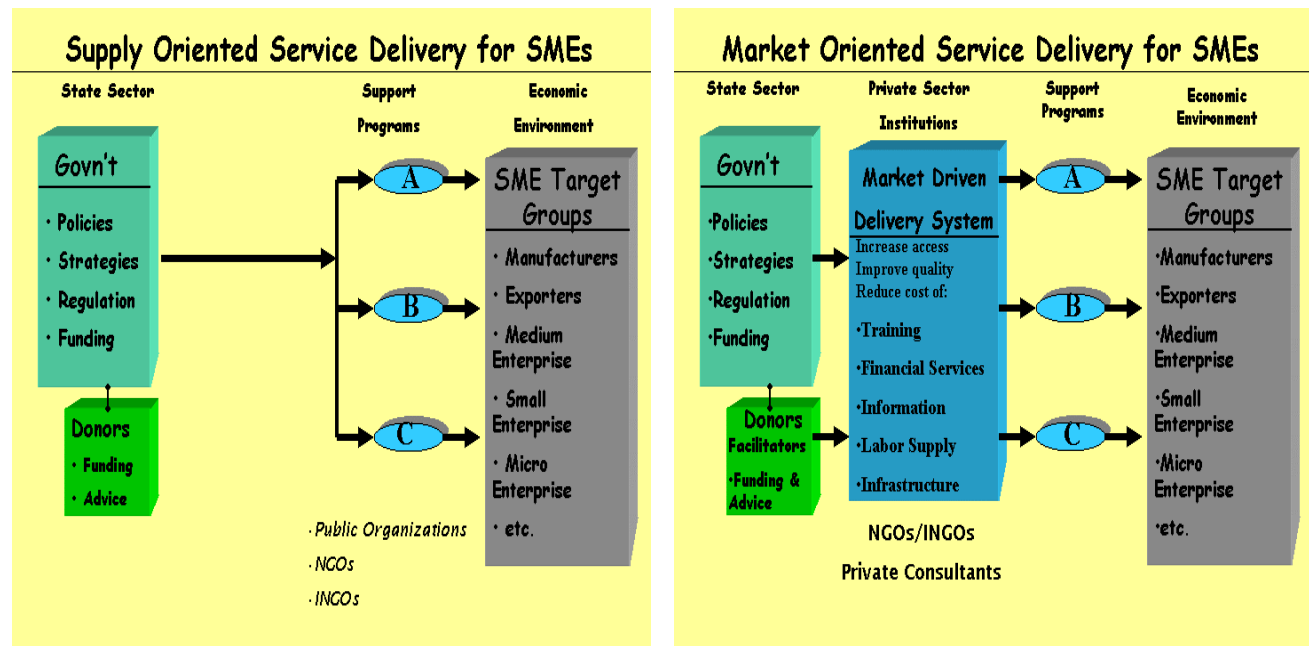 Supply Oriented Service Delivery for SMEs
State Sector
Support
Programs
Economic
Environment
Govn't
· Policies
· Strategies
· Regulation
· Funding
Donors
· Funding
· Advice
A
B
C
SME Target
Groups
· Manufacturers
· Exporters
· Medium
Enterprise
· Small
Enterprise
· Micro
Enterprise
· etc.
· Public Organizations
· NGOs
· INGOs
Market Oriented Service Delivery for SMEs
State Sector
Private Sector
Institutions
Support
Programs
Economic
Environment
Govn't
·Policies
·Strategies
·Regulation
·Funding
Donors
Facilitators
·Funding &
Advice
Market Driven
Delivery System
Increase access
Improve quality
Reduce cost of:
·Training
·Financial Services
·Information
·Labor Supply
·Infrastructure
NGOs/INGOs
Private Consultants
A
B
C
SME Target
Groups
·Manufacturers
·Exporters
·Medium
Enterprise
·Small
Enterprise
·Micro
Enterprise
·etc.